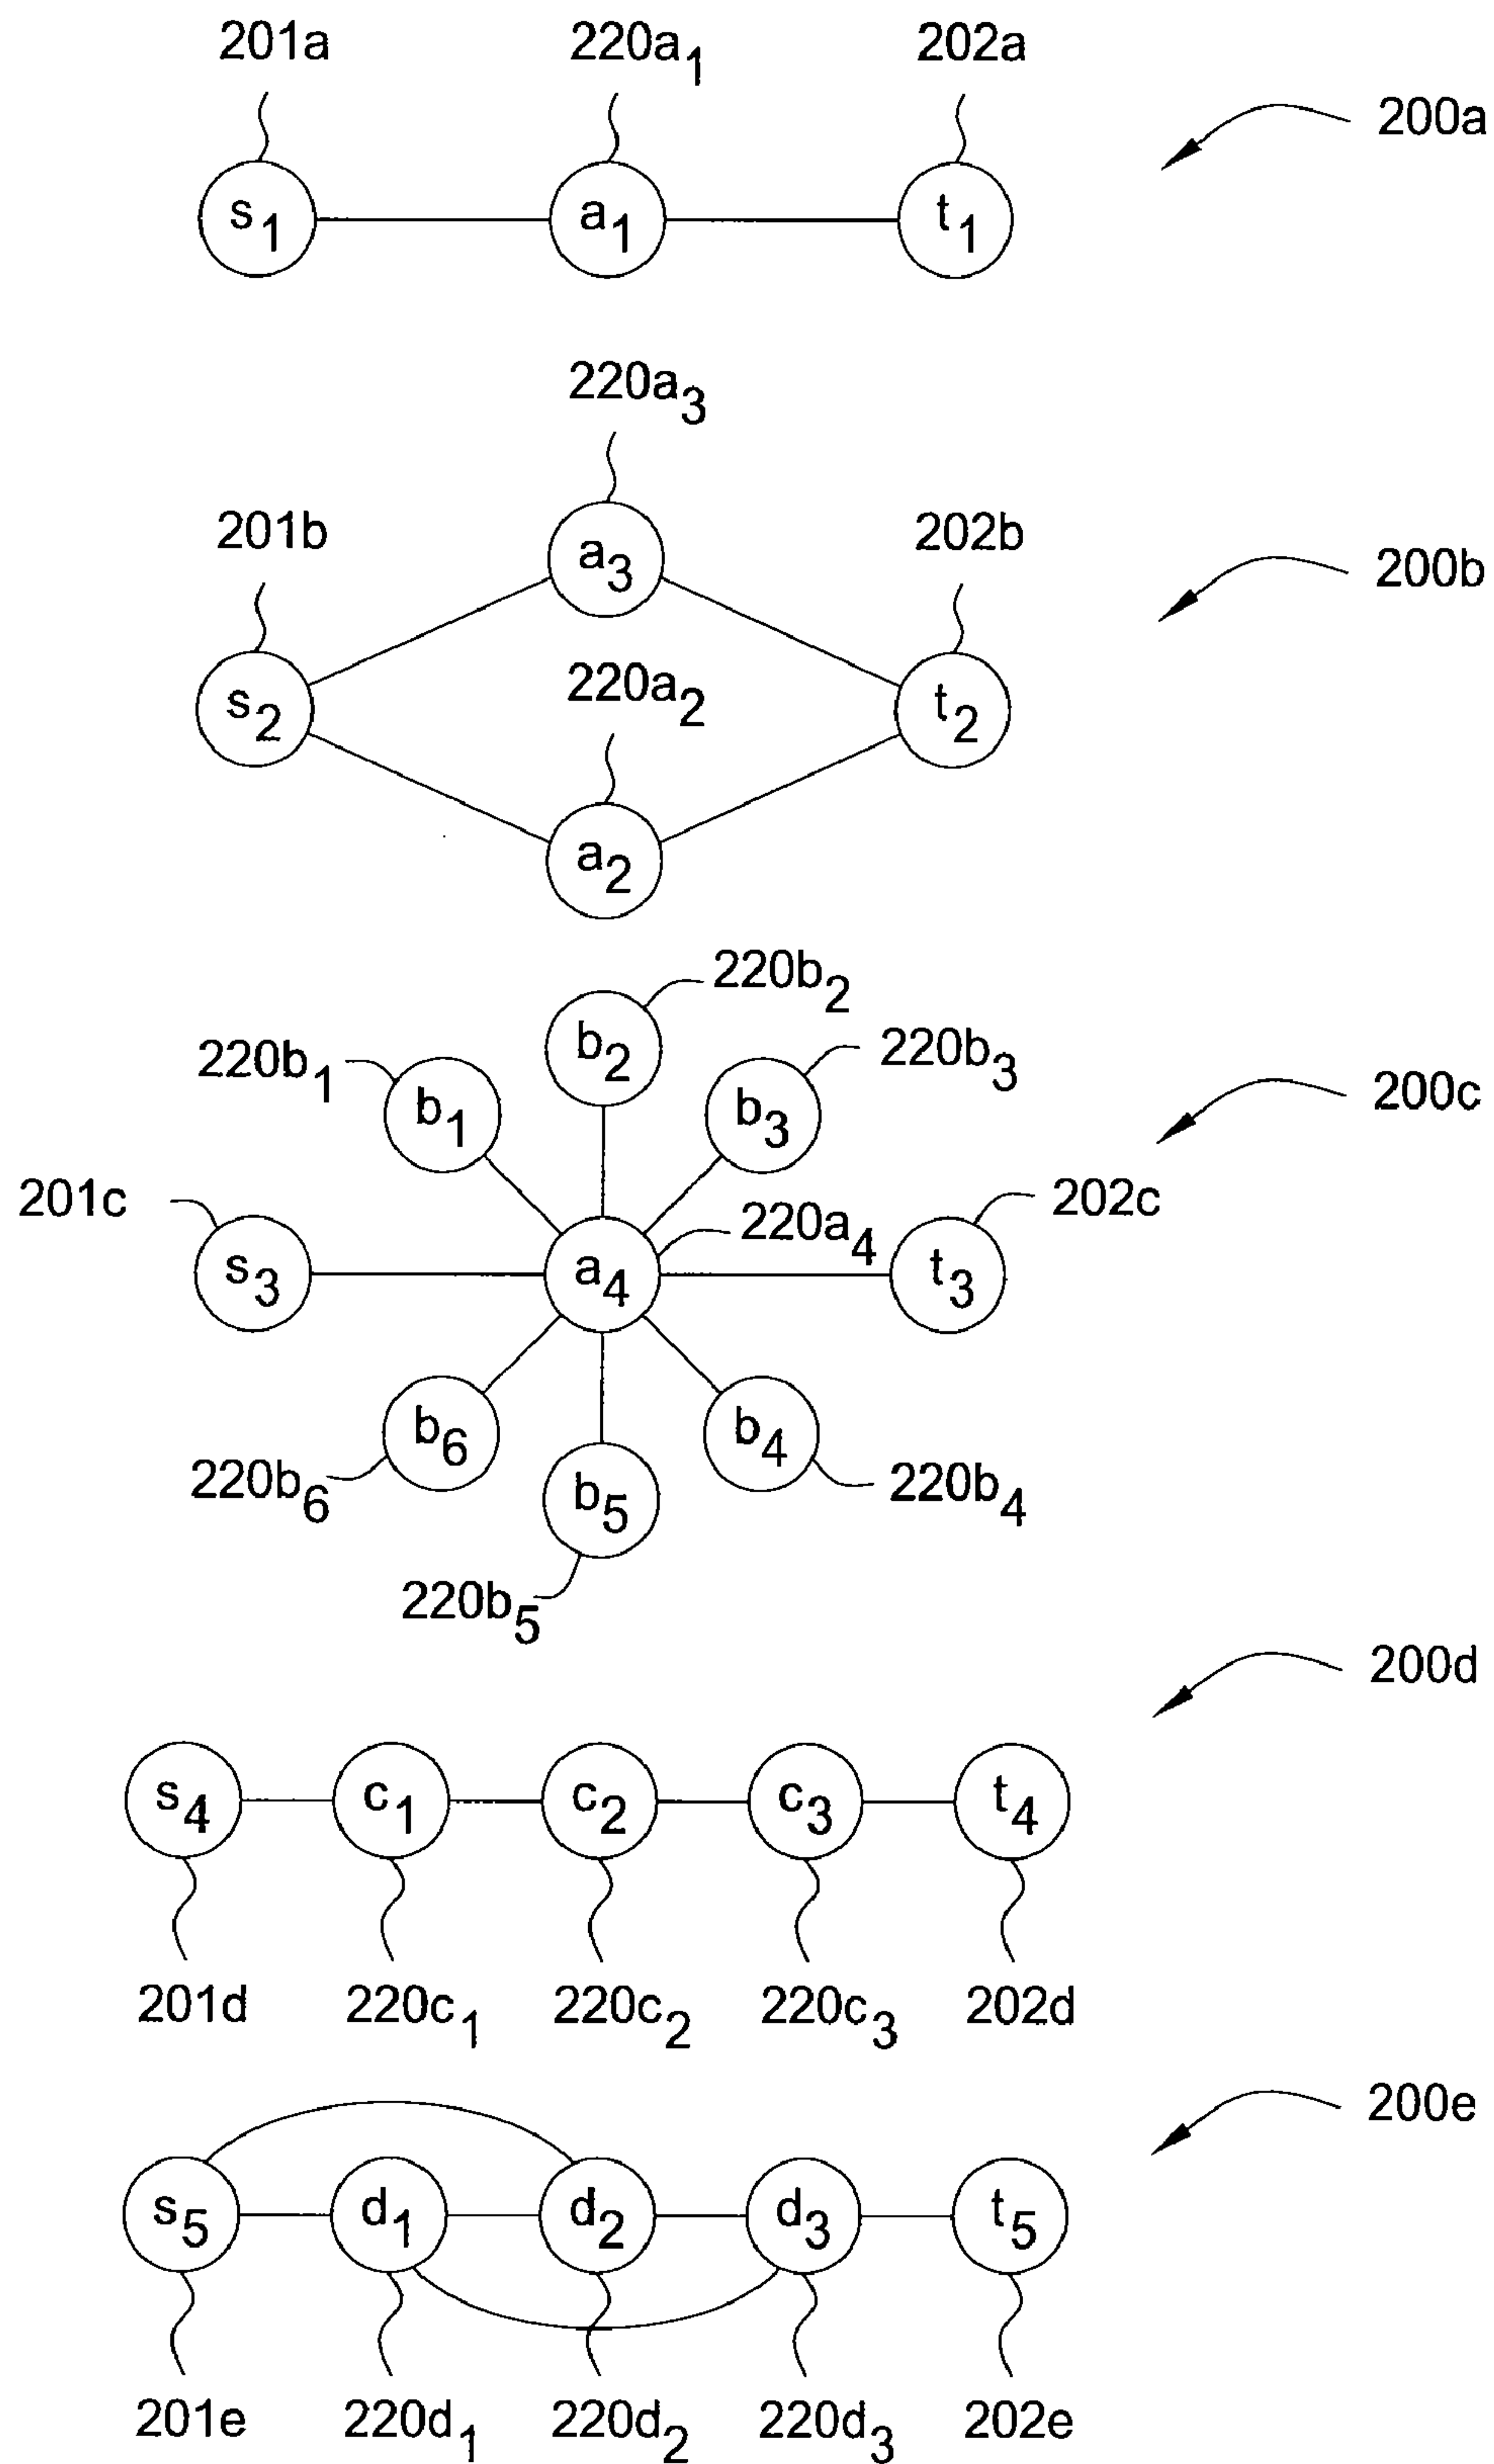 201a 220a₁ 202a
200a
s₁ a₁ t₁
220a₃
201b 202b
200b
a₃
220a₂
s₂ t₂
a₂
220b₂
b₂
220b₁ 220b₃
b₁ b₃
200c
201c 220a₄ 202c
s₃ a₄ t₃
b₆ b₄
220b₆ b₅ 220b₄
220b₅
200d
s₄ c₁ c₂ c₃ t₄
201d 220c₁ 220c₂ 220c₃ 202d
200e
s₅ d₁ d₂ d₃ t₅
201e 220d₁ 220d₂ 220d₃ 202e